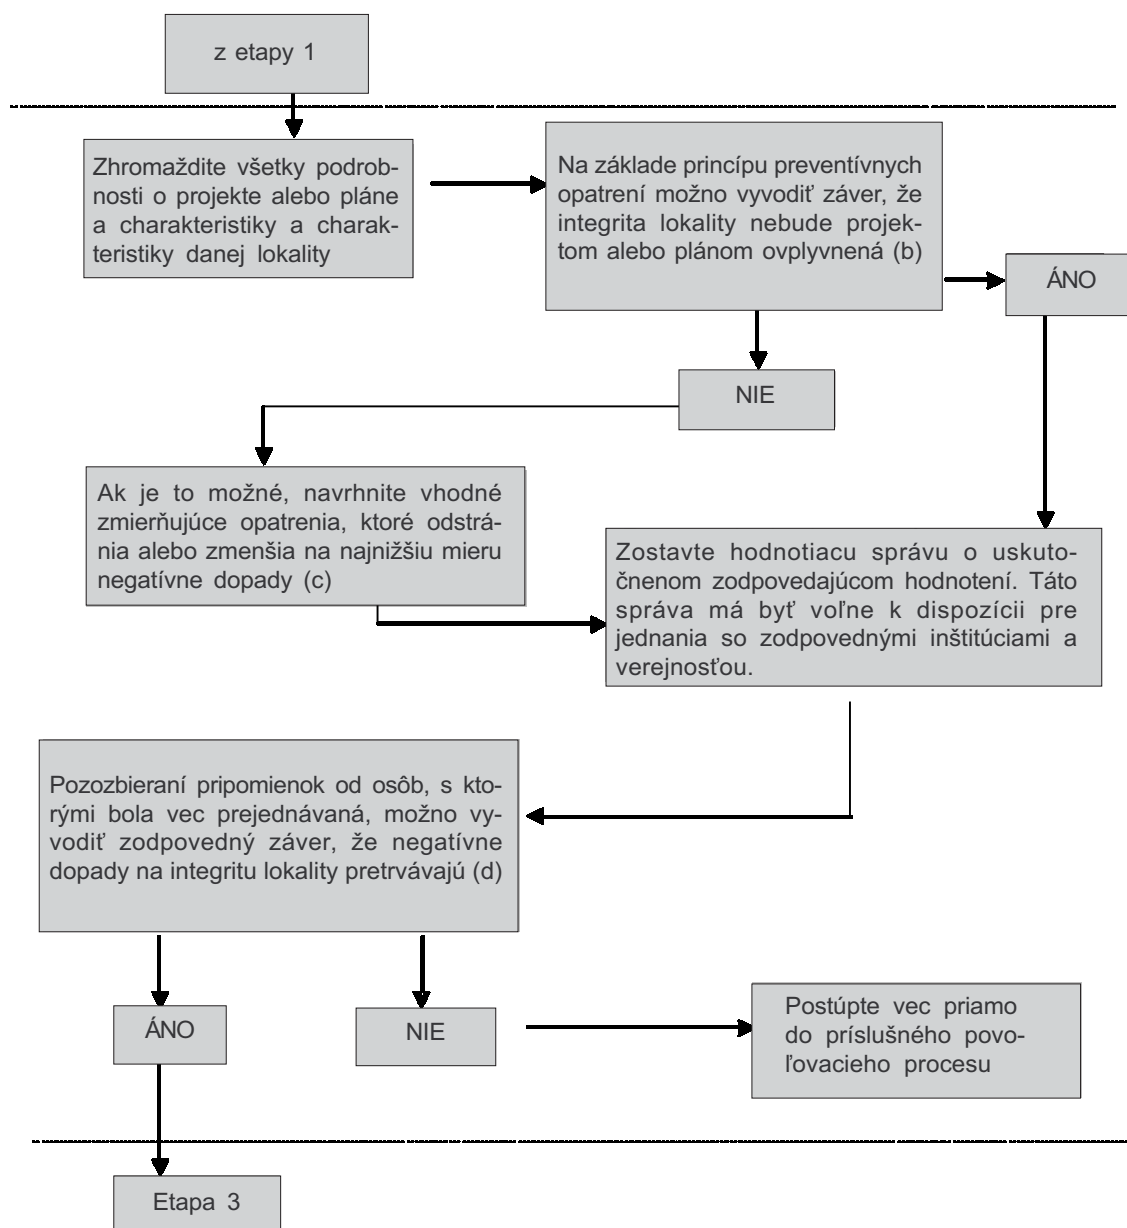 z etapy 1
Zhromaždite všetky podrob-
nosti o projekte alebo pláne
a charakteristiky a charak-
teristiky danej lokality
Na základe princípu preventívnych
opatrení možno vyvodiť záver, že
integrita lokality nebude projek-
tom alebo plánom ovplyvnená (b)
ÁNO
NIE
Ak je to možné, navrhnite vhodné
zmierňujúce opatrenia, ktoré odstrá-
nia alebo zmenšia na najnižšiu mieru
negatívne dopady (c)
Zostavte hodnotiacu správu o uskuto-
čnenom zodpovedajúcom hodnotení. Táto
správa má byť voľne k dispozícii pre
jednania so zodpovednými inštitúciami a
verejnosťou.
Pozozbieraní pripomienok od osôb, s kto-
rými bola vec prejednávaná, možno vy-
vodiť zodpovedný záver, že negatívne
dopady na integritu lokality pretrvávajú (d)
ÁNO
NIE
Postúpte vec priamo
do príslušného povo-
ľovacieho procesu
Etapa 3